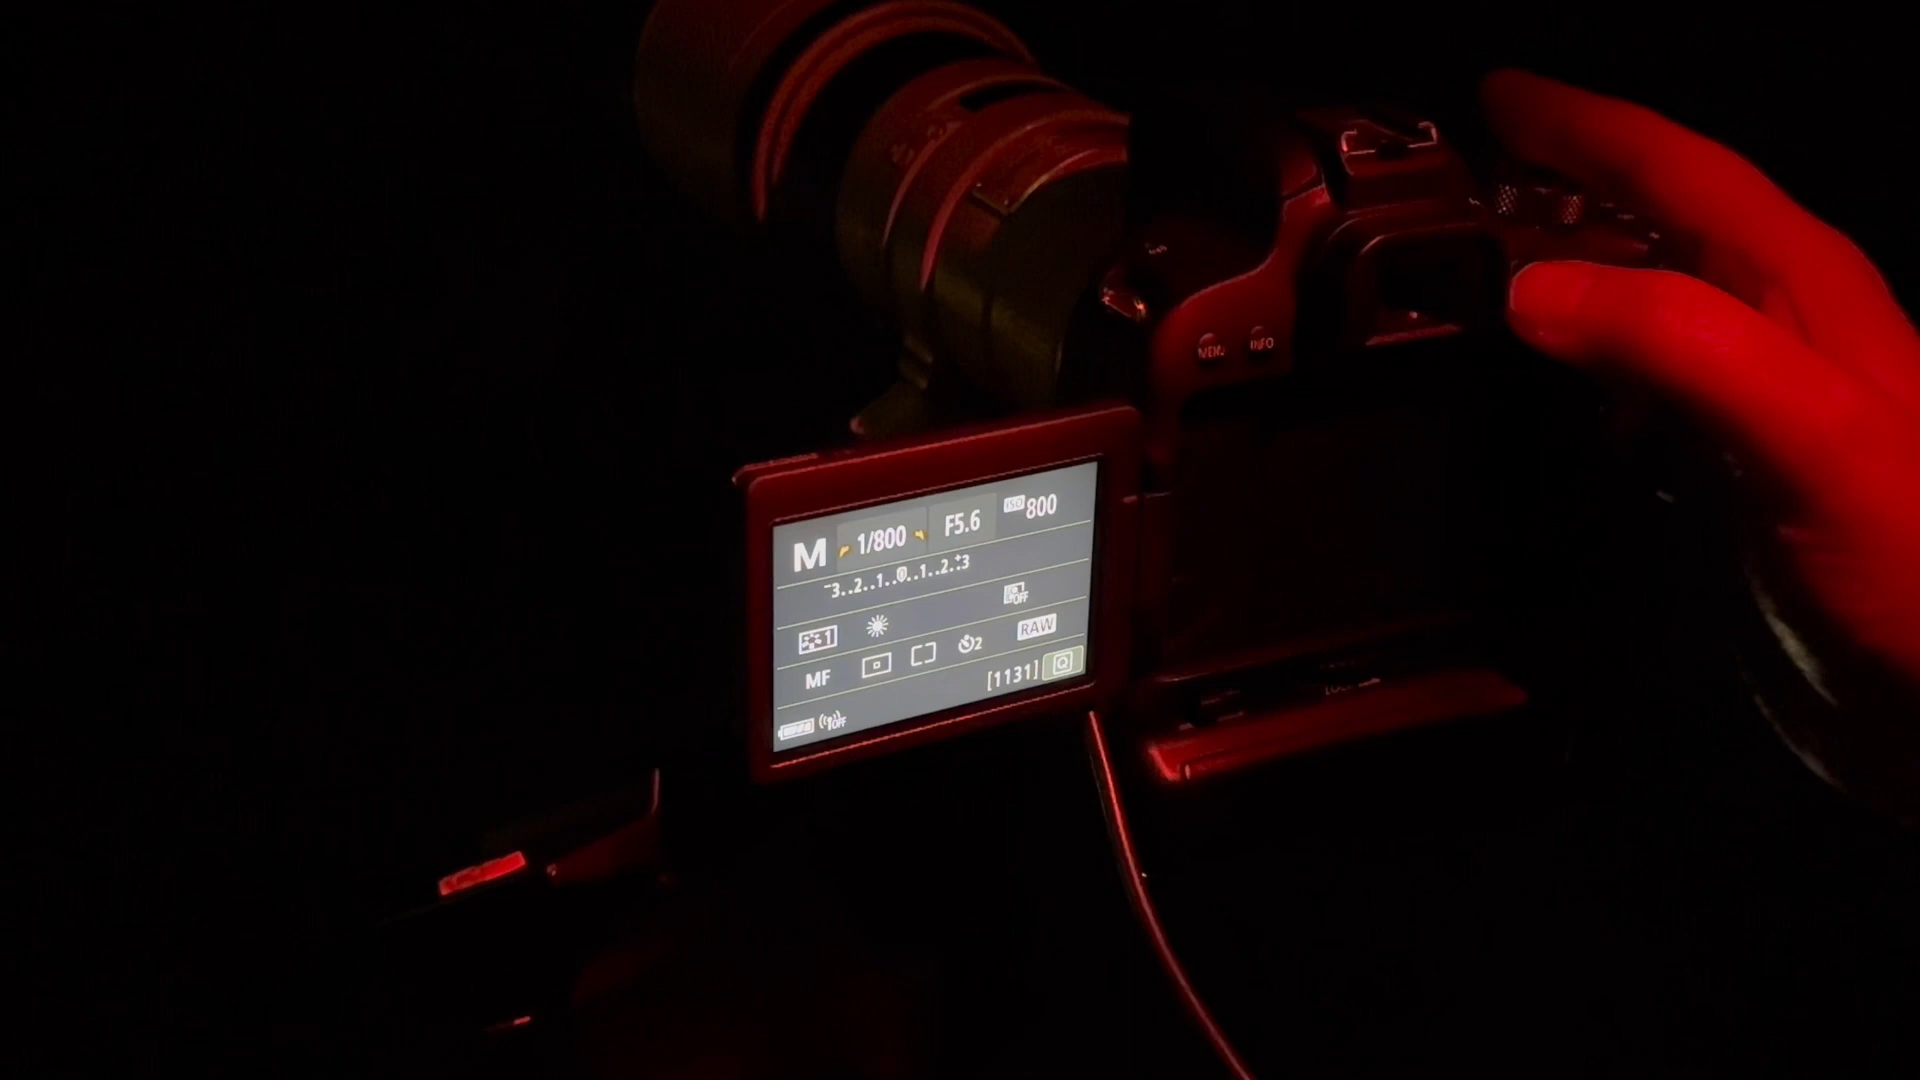 MENU INFO
M 1/800 F5.6 ISO 800
-3..2..1..0..1..2..+3
OFF
1
MF 2 RAW
[1131] Q
OFF